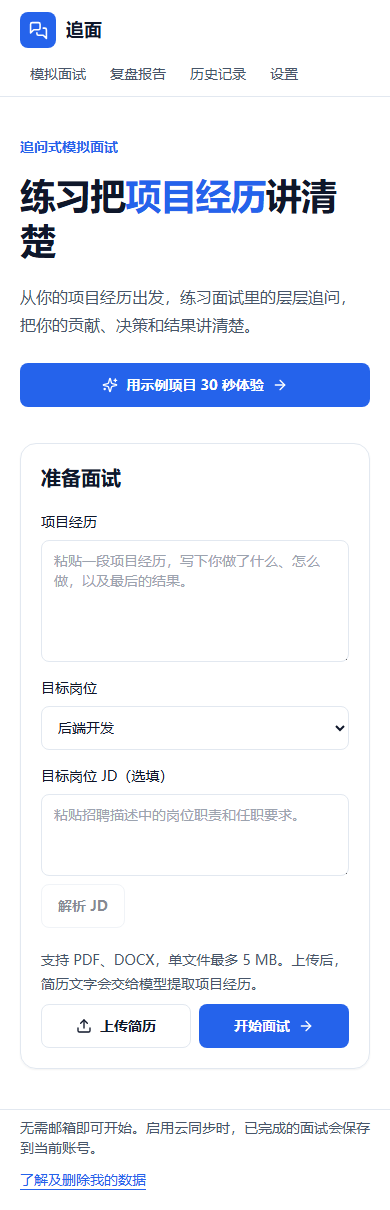 追面
模拟面试 复盘报告 历史记录 设置
追问式模拟面试
练习把项目经历讲清
楚
从你的项目经历出发，练习面试里的层层追问，
把你的贡献、决策和结果讲清楚。
用示例项目 30 秒体验
准备面试
项目经历
粘贴一段项目经历，写下你做了什么、怎么
做，以及最后的结果。
目标岗位
后端开发
目标岗位 JD（选填）
粘贴招聘描述中的岗位职责和任职要求。
解析 JD
支持 PDF、DOCX，单文件最多 5 MB。上传后，
简历文字会交给模型提取项目经历。
上传简历 开始面试
无需邮箱即可开始。启用云同步时，已完成的面试会保存
到当前账号。
了解及删除我的数据